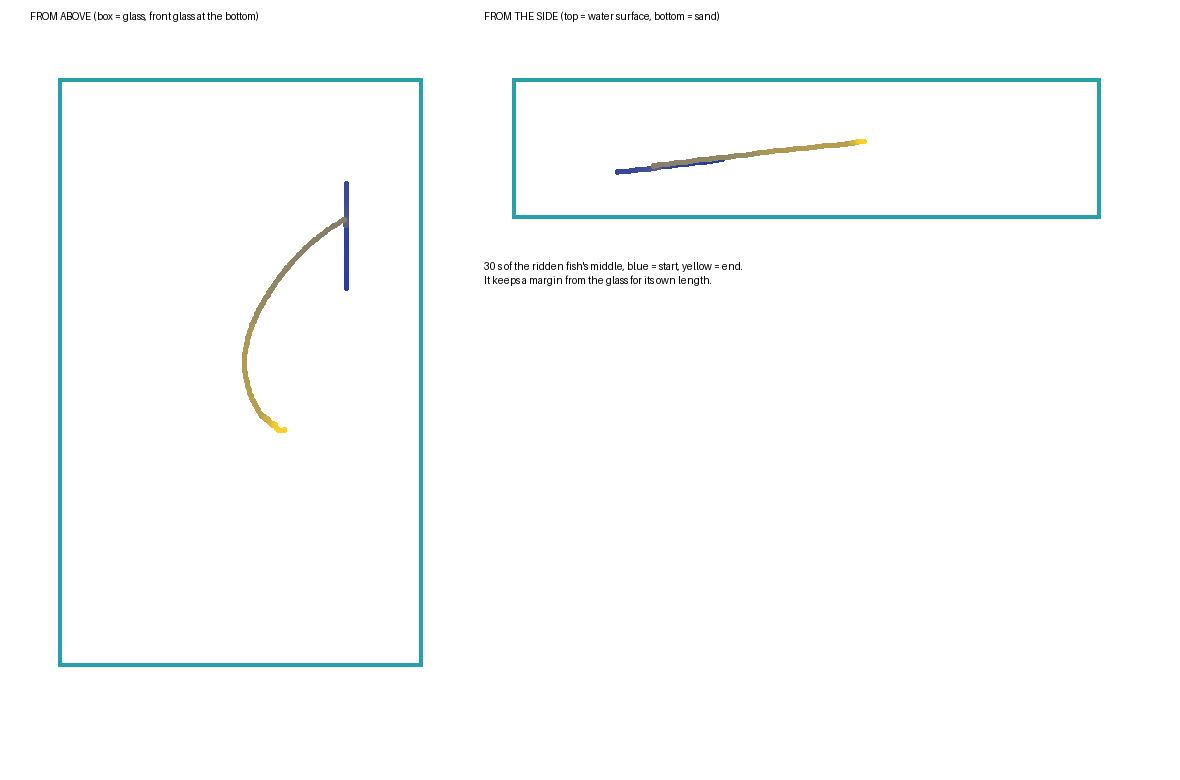 FROM ABOVE (box = glass, front glass at the bottom)
FROM THE SIDE (top = water surface, bottom = sand)
30 s of the ridden fish's middle, blue = start, yellow = end.
It keeps a margin from the glass for its own length.